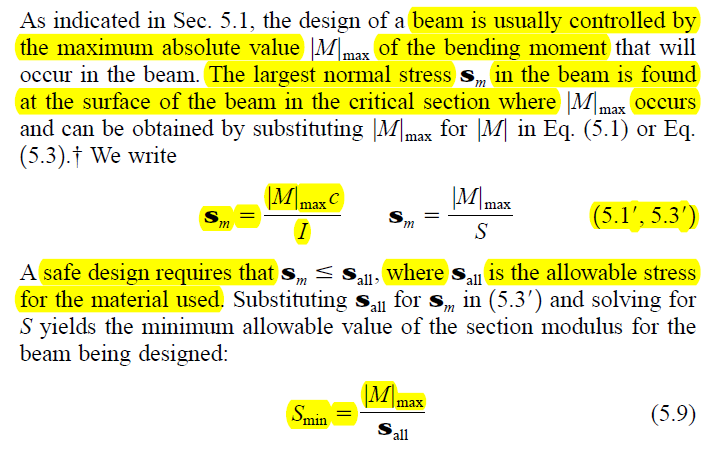 As indicated in Sec. 5.1, the design of a beam is usually controlled by
the maximum absolute value |M|max of the bending moment that will
occur in the beam. The largest normal stress sm in the beam is found
at the surface of the beam in the critical section where |M|max occurs
and can be obtained by substituting |M|max for |M| in Eq. (5.1) or Eq.
(5.3).† We write
sm = |M|max c / I    sm = |M|max / S    (5.1′, 5.3′)
A safe design requires that sm ≤ sall, where sall is the allowable stress
for the material used. Substituting sall for sm in (5.3′) and solving for
S yields the minimum allowable value of the section modulus for the
beam being designed:
Smin = |M|max / sall    (5.9)